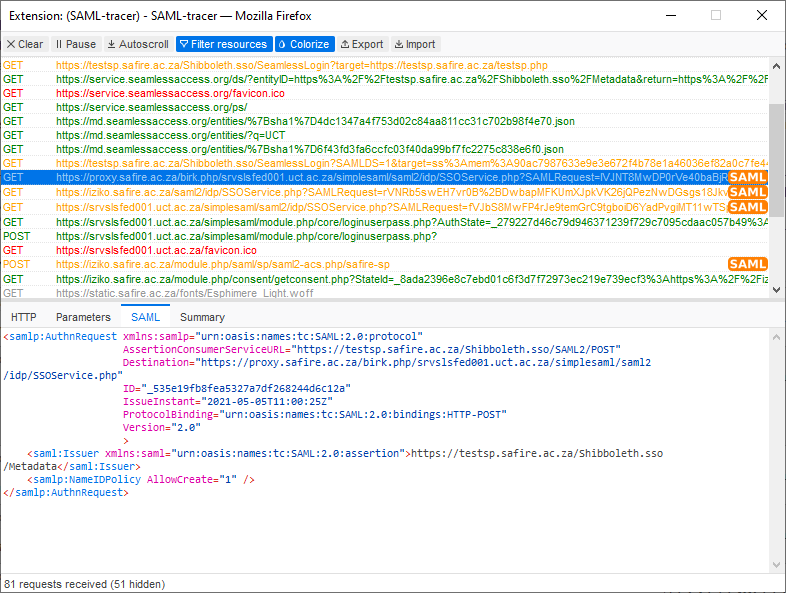 Extension: (SAML-tracer) - SAML-tracer — Mozilla Firefox
Clear Pause Autoscroll Filter resources Colorize Export Import
GET https://testsp.safire.ac.za/Shibboleth.sso/SeamlessLogin?target=https://testsp.safire.ac.za/testsp.php
GET https://service.seamlessaccess.org/ds/?entityID=https%3A%2F%2Ftestsp.safire.ac.za%2FShibboleth.sso%2FMetadata&return=https%3A%2F%2F
GET https://service.seamlessaccess.org/favicon.ico
GET https://service.seamlessaccess.org/ps/
GET https://md.seamlessaccess.org/entities/%7Bsha1%7D4dc1347a4f753d02c84aa811cc31c702b98f4e70.json
GET https://md.seamlessaccess.org/entities/?q=UCT
GET https://md.seamlessaccess.org/entities/%7Bsha1%7D6f43fd3fa6ccfc03f40da99bf7fc2275c838e6f0.json
GET https://testsp.safire.ac.za/Shibboleth.sso/SeamlessLogin?SAMLDS=1&target=ss%3Amem%3A90ac7987633e9e3e672f4b78e1a46036ef82a0c7fe44
GET https://proxy.safire.ac.za/birk.php/srvslsfed001.uct.ac.za/simplesaml/saml2/idp/SSOService.php?SAMLRequest=fVJNT8MwDP0rVe40baBjR SAML
GET https://iziko.safire.ac.za/saml2/idp/SSOService.php?SAMLRequest=rVNRb5swEH7vr0B%2BDwbapMFKUmXJpkVK26jQPezNwDGsgs18Jkv SAML
GET https://srvslsfed001.uct.ac.za/simplesaml/saml2/idp/SSOService.php?SAMLRequest=fVJbS8MwFP4rJe9temGrC9tgboiD6YadPvgiMT11wTS SAML
GET https://srvslsfed001.uct.ac.za/simplesaml/module.php/core/loginuserpass.php?AuthState=_279227d46c79d946371239f729c7095cdaac057b49%3A
POST https://srvslsfed001.uct.ac.za/simplesaml/module.php/core/loginuserpass.php?
GET https://srvslsfed001.uct.ac.za/favicon.ico
POST https://iziko.safire.ac.za/module.php/saml/sp/saml2-acs.php/safire-sp SAML
GET https://iziko.safire.ac.za/module.php/consent/getconsent.php?StateId=_8ada2396e8c7ebd01c6f3d7f72973ec219e739ecf3%3Ahttps%3A%2F%2Fiz
GET https://static.safire.ac.za/fonts/Esphimere_Light.woff
HTTP Parameters SAML Summary
<samlp:AuthnRequest xmlns:samlp="urn:oasis:names:tc:SAML:2.0:protocol"
AssertionConsumerServiceURL="https://testsp.safire.ac.za/Shibboleth.sso/SAML2/POST"
Destination="https://proxy.safire.ac.za/birk.php/srvslsfed001.uct.ac.za/simplesaml/saml2
/idp/SSOService.php"
ID="_535e19fb8fea5327a7df268244d6c12a"
IssueInstant="2021-05-05T11:00:25Z"
ProtocolBinding="urn:oasis:names:tc:SAML:2.0:bindings:HTTP-POST"
Version="2.0"
>
<saml:Issuer xmlns:saml="urn:oasis:names:tc:SAML:2.0:assertion">https://testsp.safire.ac.za/Shibboleth.sso
/Metadata</saml:Issuer>
<samlp:NameIDPolicy AllowCreate="1" />
</samlp:AuthnRequest>
81 requests received (51 hidden)